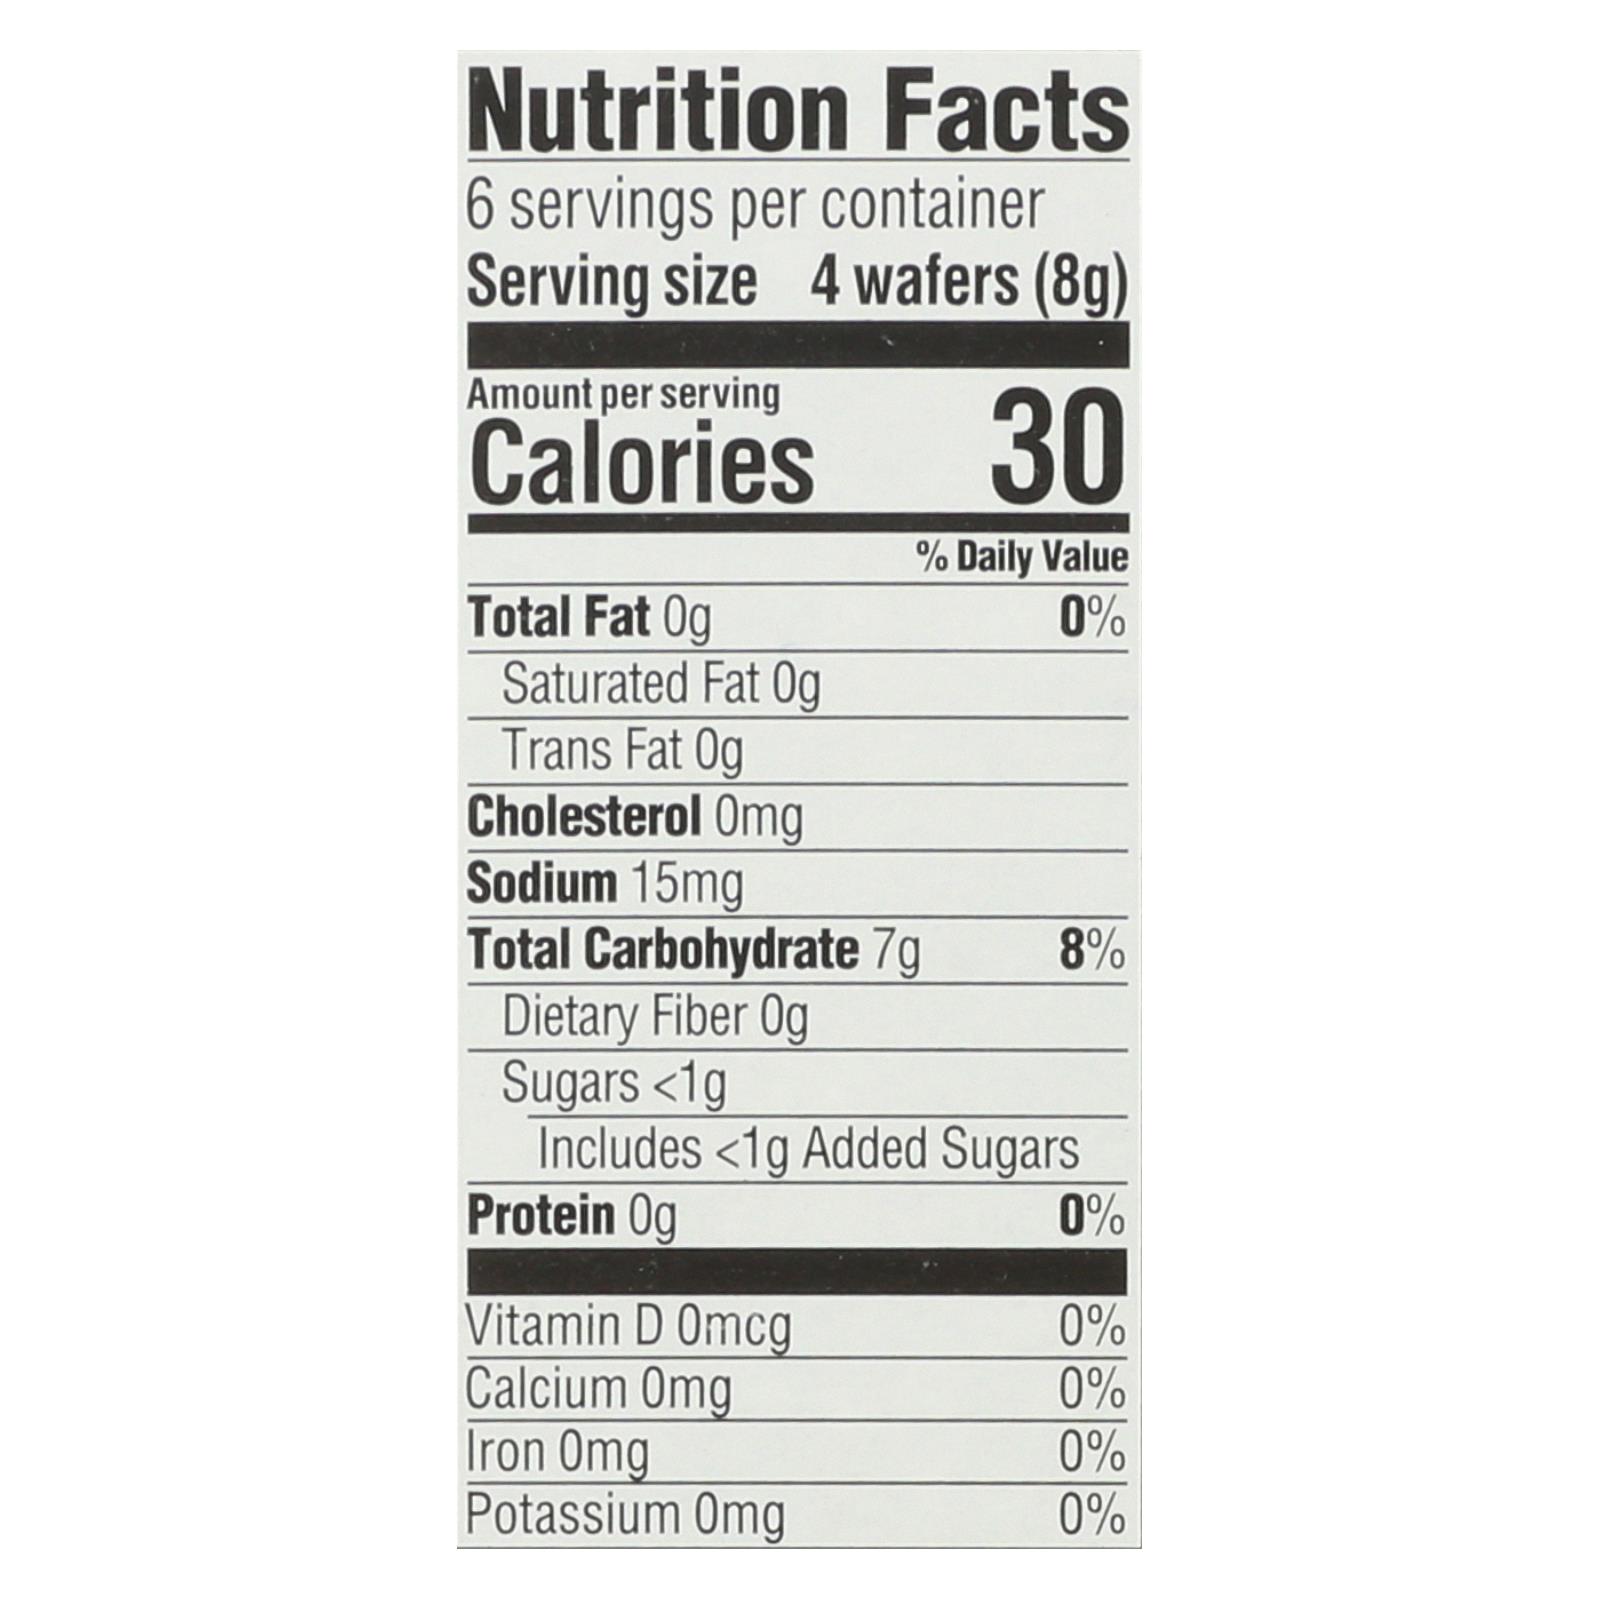 Nutrition Facts
6 servings per container
Serving size 4 wafers (8g)
Amount per serving
Calories 30
% Daily Value
Total Fat 0g 0%
Saturated Fat 0g
Trans Fat 0g
Cholesterol 0mg
Sodium 15mg
Total Carbohydrate 7g 8%
Dietary Fiber 0g
Sugars <1g
Includes <1g Added Sugars
Protein 0g 0%
Vitamin D 0mcg 0%
Calcium 0mg 0%
Iron 0mg 0%
Potassium 0mg 0%